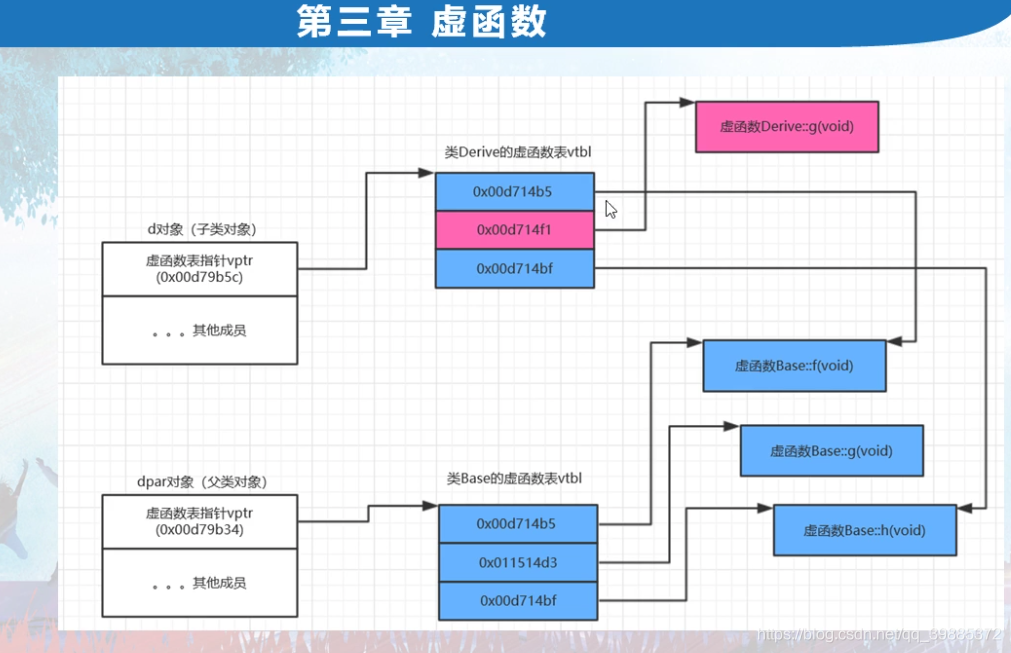 第三章 虚函数
虚函数Derive::g(void)
类Derive的虚函数表vtbl
0x00d714b5
0x00d714f1
0x00d714bf
d对象（子类对象）
虚函数表指针vptr
(0x00d79b5c)
。。。其他成员
虚函数Base::f(void)
虚函数Base::g(void)
虚函数Base::h(void)
类Base的虚函数表vtbl
0x00d714b5
0x011514d3
0x00d714bf
dpar对象（父类对象）
虚函数表指针vptr
(0x00d79b34)
。。。其他成员
https://blog.csdn.net/qq_39885372